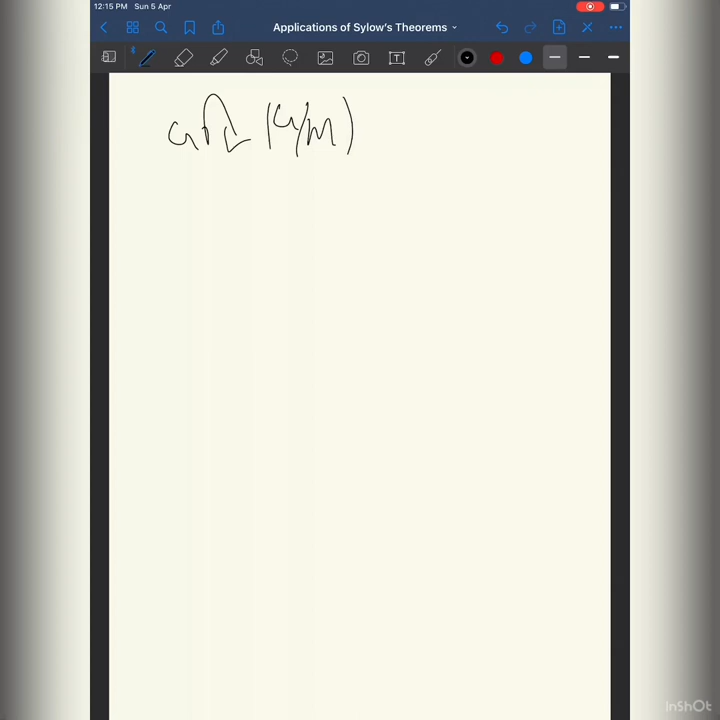 12:15 PM Sun 5 Apr
Applications of Sylow's Theorems
T
G ↷ (G/M)
InShOt